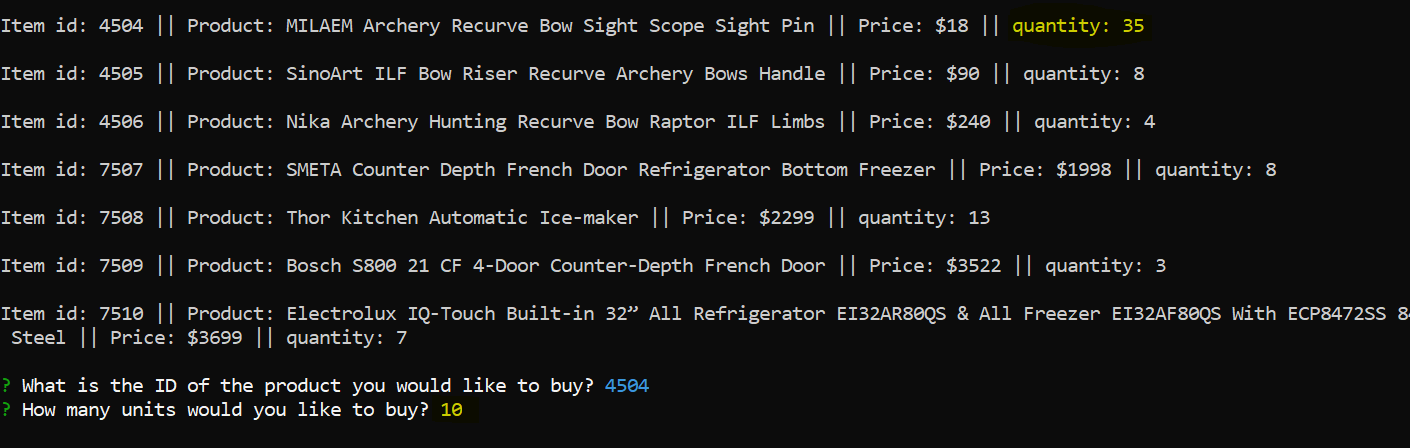 Item id: 4504 || Product: MILAEM Archery Recurve Bow Sight Scope Sight Pin || Price: $18 || quantity: 35
Item id: 4505 || Product: SinoArt ILF Bow Riser Recurve Archery Bows Handle || Price: $90 || quantity: 8
Item id: 4506 || Product: Nika Archery Hunting Recurve Bow Raptor ILF Limbs || Price: $240 || quantity: 4
Item id: 7507 || Product: SMETA Counter Depth French Door Refrigerator Bottom Freezer || Price: $1998 || quantity: 8
Item id: 7508 || Product: Thor Kitchen Automatic Ice-maker || Price: $2299 || quantity: 13
Item id: 7509 || Product: Bosch S800 21 CF 4-Door Counter-Depth French Door || Price: $3522 || quantity: 3
Item id: 7510 || Product: Electrolux IQ-Touch Built-in 32” All Refrigerator EI32AR80QS & All Freezer EI32AF80QS With ECP8472SS
Steel || Price: $3699 || quantity: 7
? What is the ID of the product you would like to buy? 4504
? How many units would you like to buy? 10